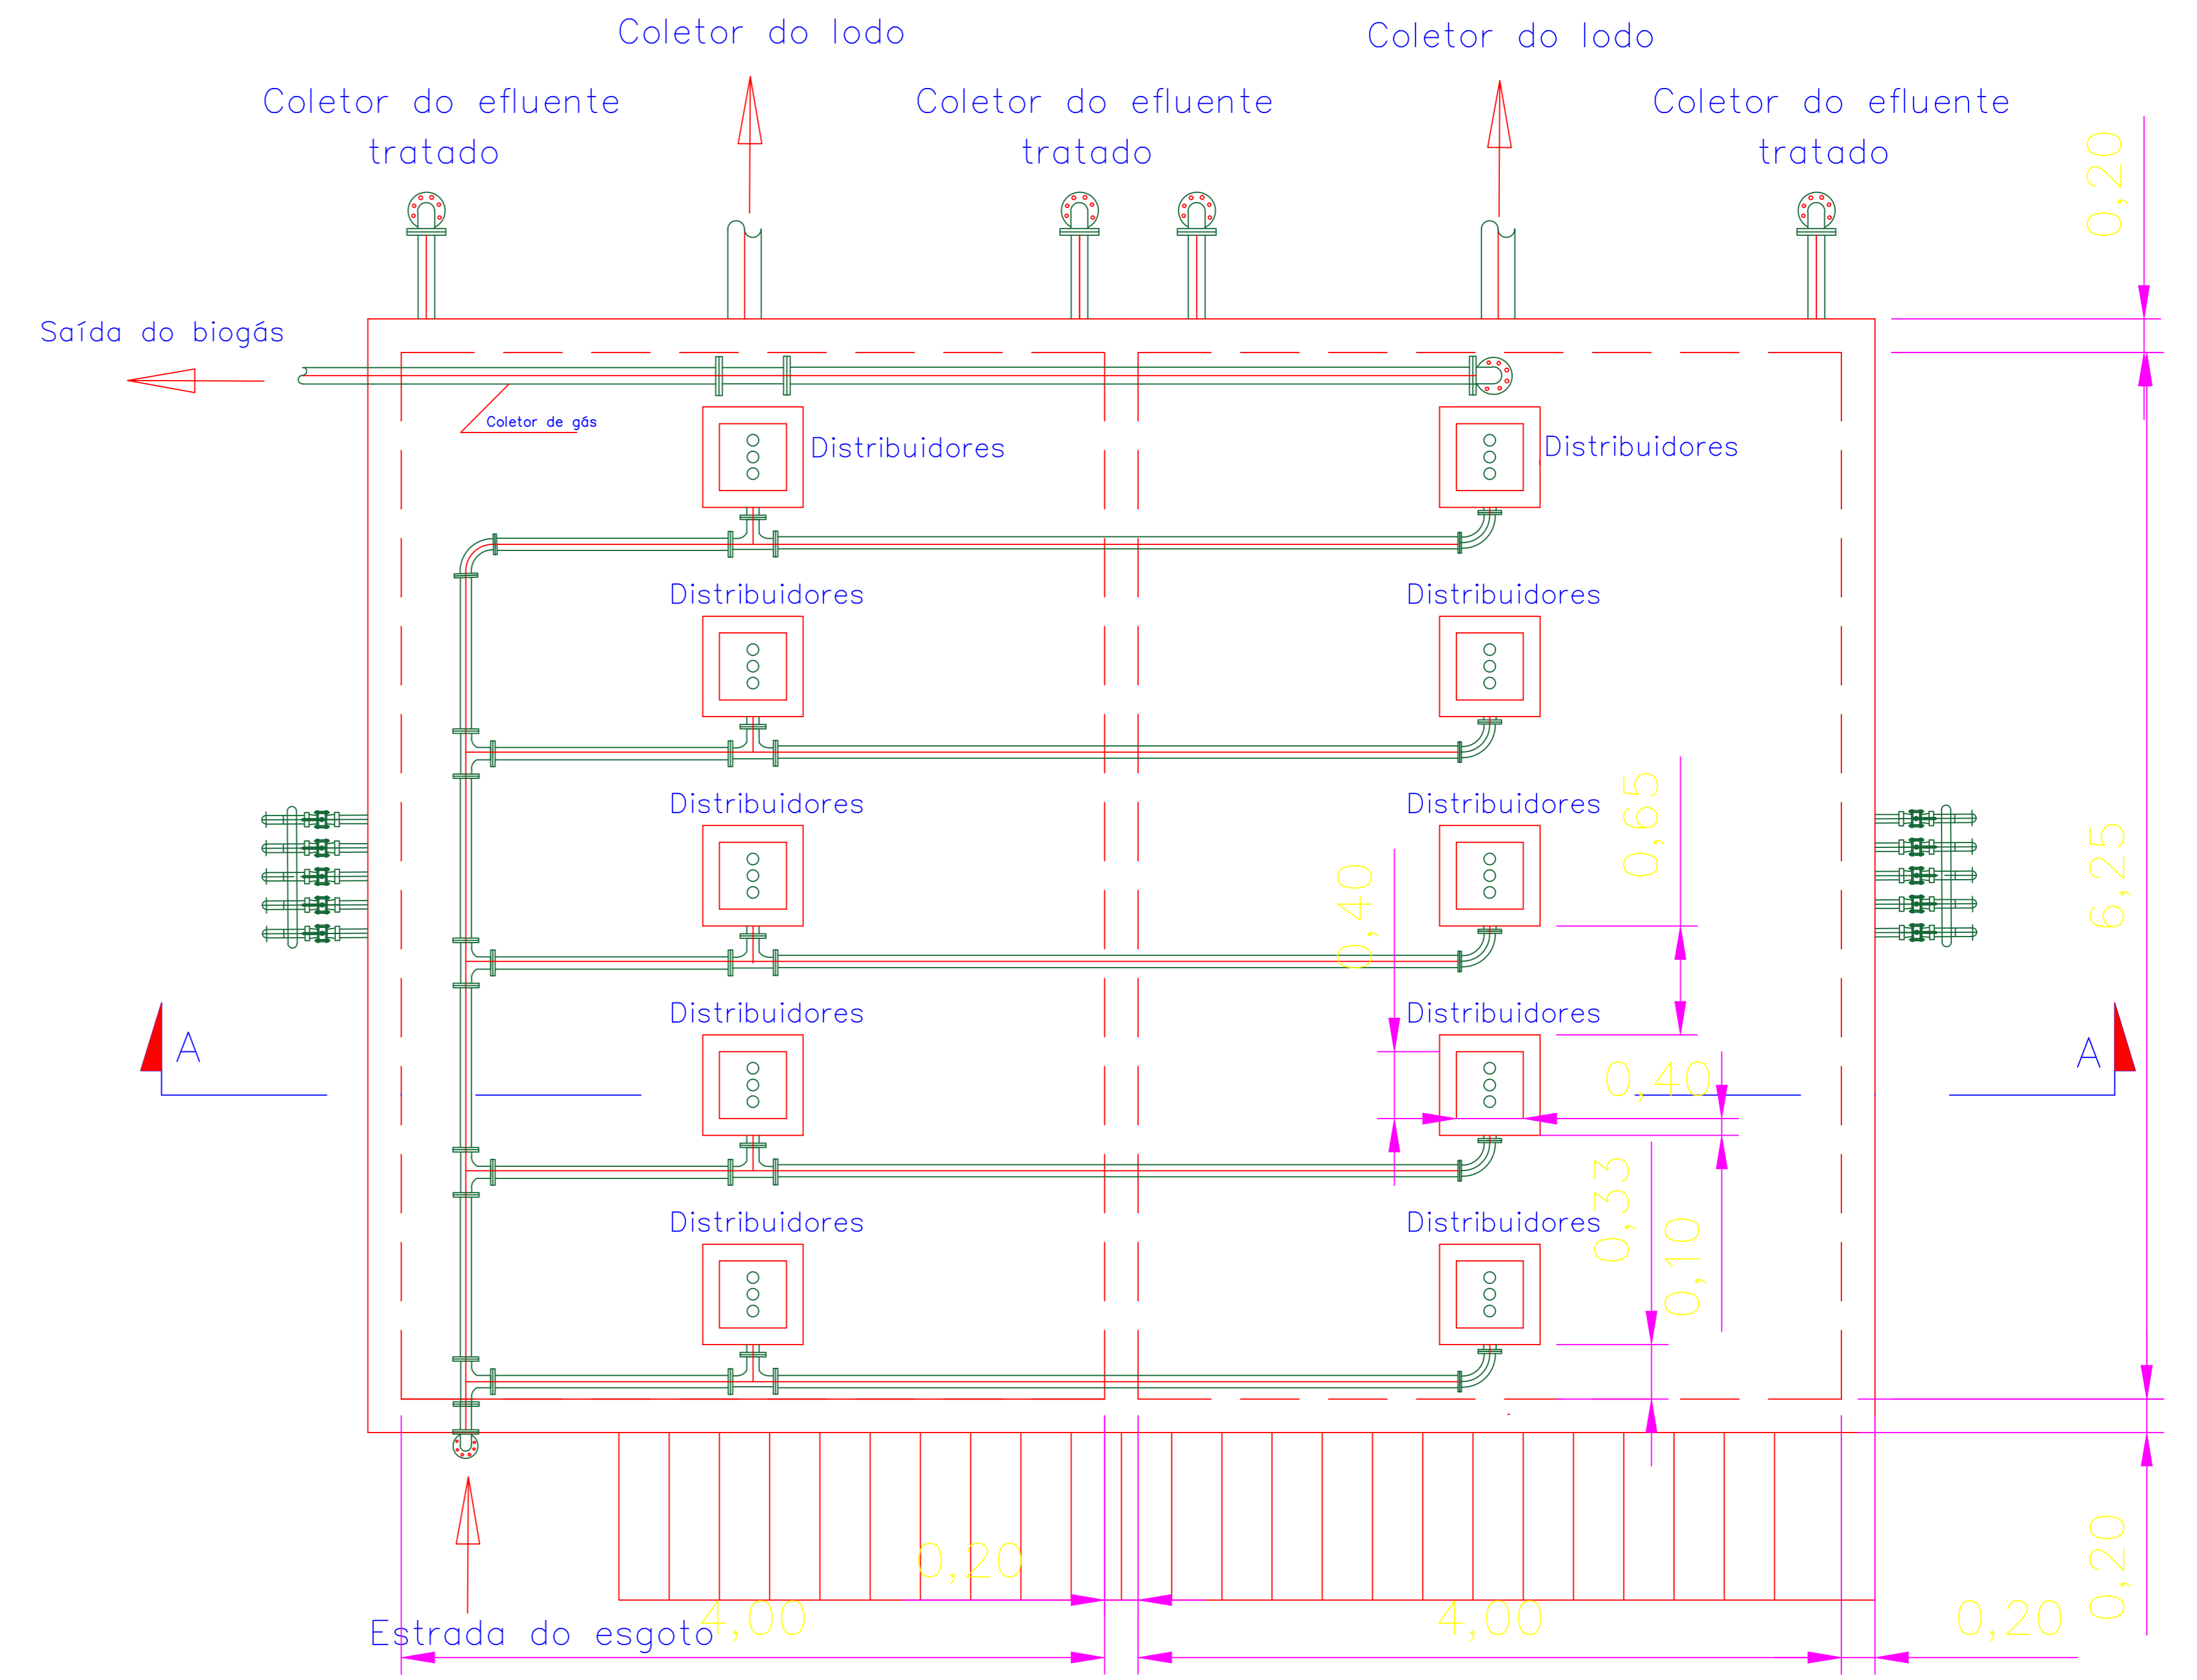 Coletor do lodo
Coletor do lodo
Coletor do efluente
tratado
Coletor do efluente
tratado
Coletor do efluente
tratado
0,20
Saída do biogás
Coletor de gás
Distribuidores
Distribuidores
Distribuidores
Distribuidores
Distribuidores
Distribuidores
0,65
0,40
6,25
Distribuidores
Distribuidores
A
A
0,40
0,33
0,10
Distribuidores
Distribuidores
0,20
0,20
4,00
4,00
0,20
Estrada do esgoto